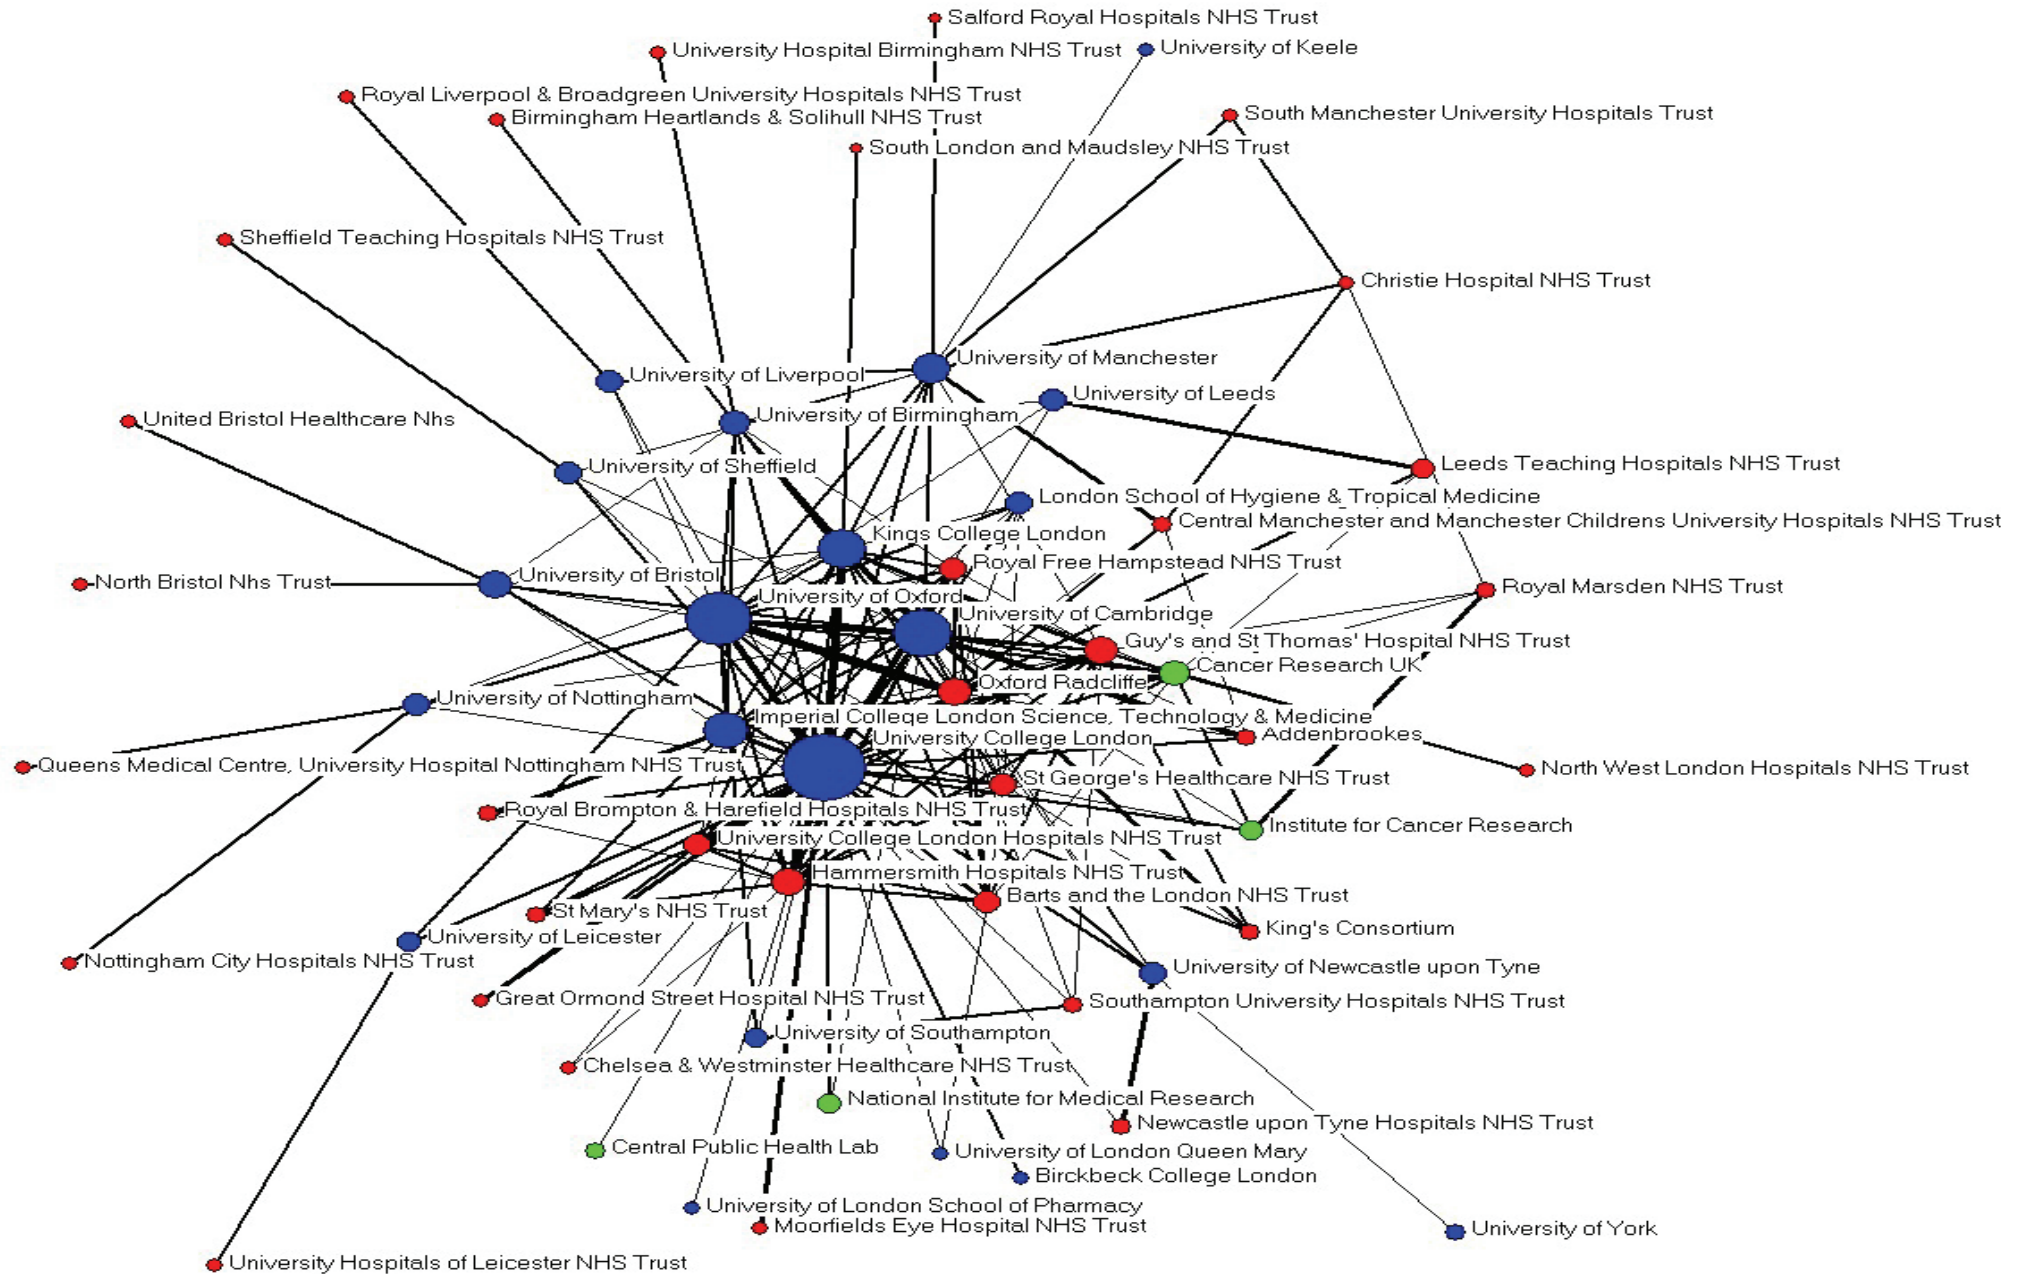 Salford Royal Hospitals NHS Trust
University Hospital Birmingham NHS Trust
University of Keele
Royal Liverpool & Broadgreen University Hospitals NHS Trust
Birmingham Heartlands & Solihull NHS Trust
South Manchester University Hospitals Trust
South London and Maudsley NHS Trust
Sheffield Teaching Hospitals NHS Trust
Christie Hospital NHS Trust
University of Manchester
University of Liverpool
University of Leeds
University of Birmingham
United Bristol Healthcare Nhs
University of Sheffield
Leeds Teaching Hospitals NHS Trust
London School of Hygiene & Tropical Medicine
Central Manchester and Manchester Childrens University Hospitals NHS Trust
Kings College London
Royal Free Hampstead NHS Trust
University of Bristol
North Bristol Nhs Trust
Royal Marsden NHS Trust
University of Oxford
University of Cambridge
Guy's and St Thomas' Hospital NHS Trust
Cancer Research UK
Oxford Radcliffe
University of Nottingham
Imperial College London Science, Technology & Medicine
University College London
Addenbrookes
Queens Medical Centre, University Hospital Nottingham NHS Trust
North West London Hospitals NHS Trust
St George's Healthcare NHS Trust
Royal Brompton & Harefield Hospitals NHS Trust
Institute for Cancer Research
University College London Hospitals NHS Trust
Hammersmith Hospitals NHS Trust
Barts and the London NHS Trust
St Mary's NHS Trust
King's Consortium
University of Leicester
Nottingham City Hospitals NHS Trust
University of Newcastle upon Tyne
Great Ormond Street Hospital NHS Trust
Southampton University Hospitals NHS Trust
University of Southampton
Chelsea & Westminster Healthcare NHS Trust
National Institute for Medical Research
Newcastle upon Tyne Hospitals NHS Trust
Central Public Health Lab
University of London Queen Mary
Birckbeck College London
University of London School of Pharmacy
Moorfields Eye Hospital NHS Trust
University of York
University Hospitals of Leicester NHS Trust